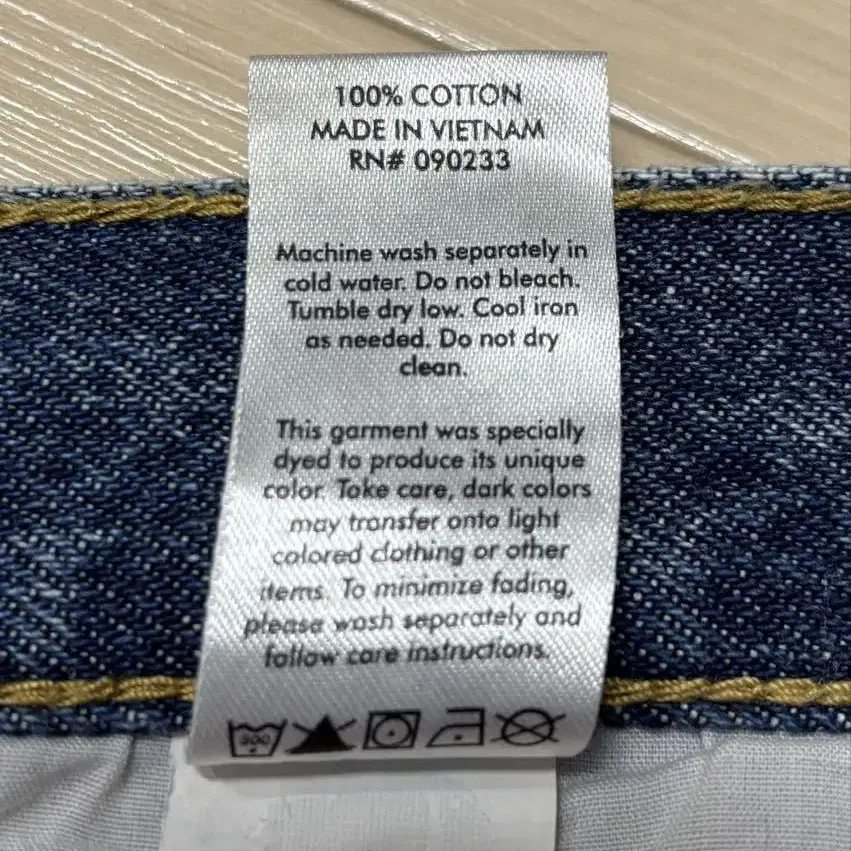 100% COTTON
MADE IN VIETNAM
RN# 090233
Machine wash separately in
cold water. Do not bleach.
Tumble dry low. Cool iron
as needed. Do not dry
clean.
This garment was specially
dyed to produce its unique
color. Take care, dark colors
may transfer onto light
colored clothing or other
items. To minimize fading,
please wash separately and
follow care instructions.